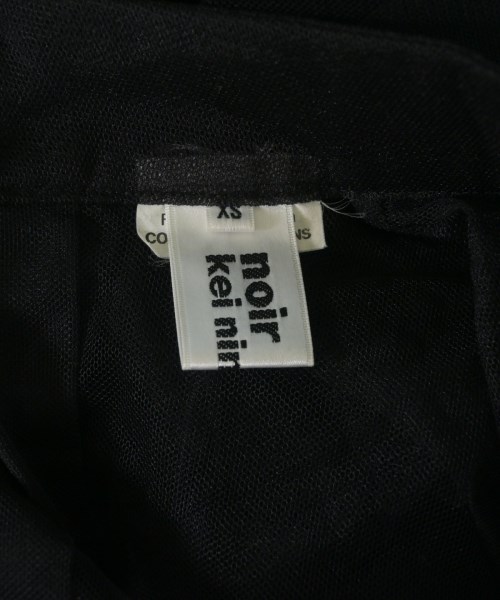 XS
noir
kei nin